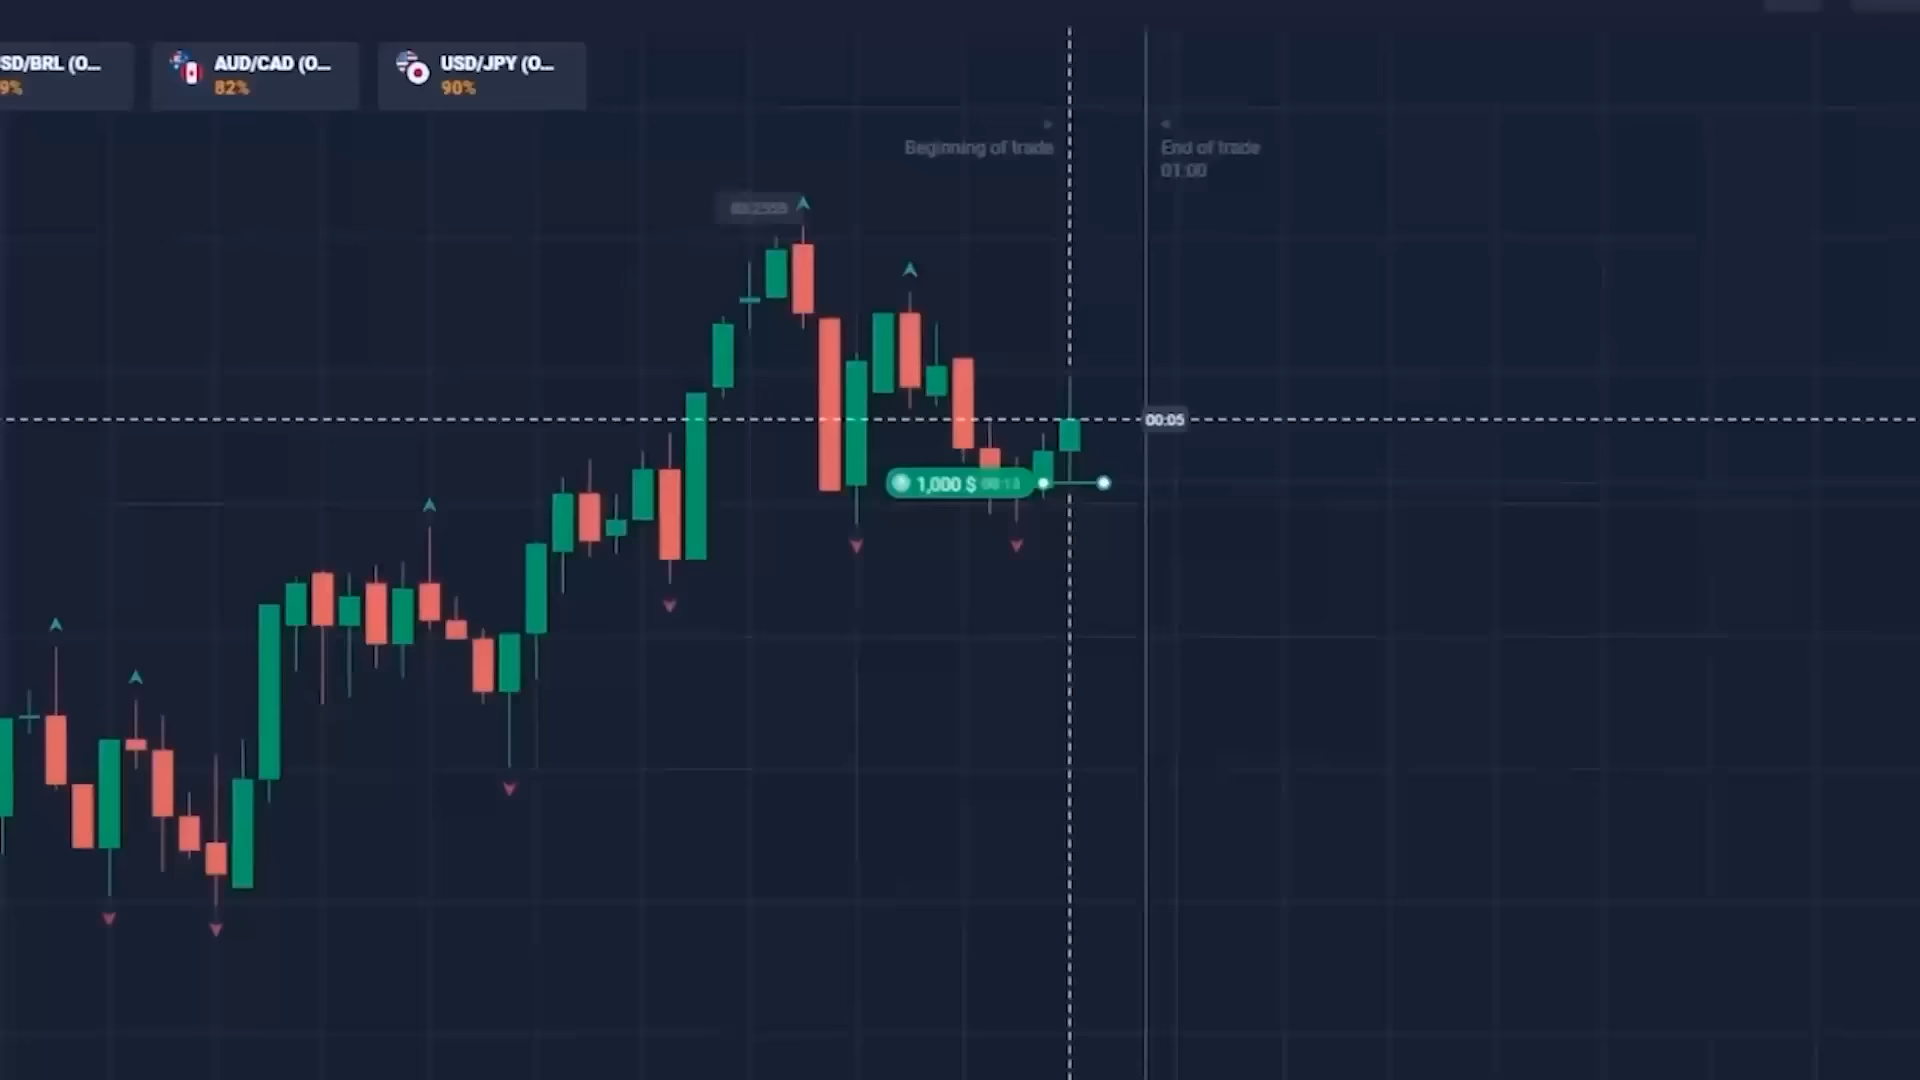 SD/BRL (O...
9%
AUD/CAD (O...
82%
USD/JPY (O...
90%
Beginning of trade
End of trade
01:00
00:05
1,000 $